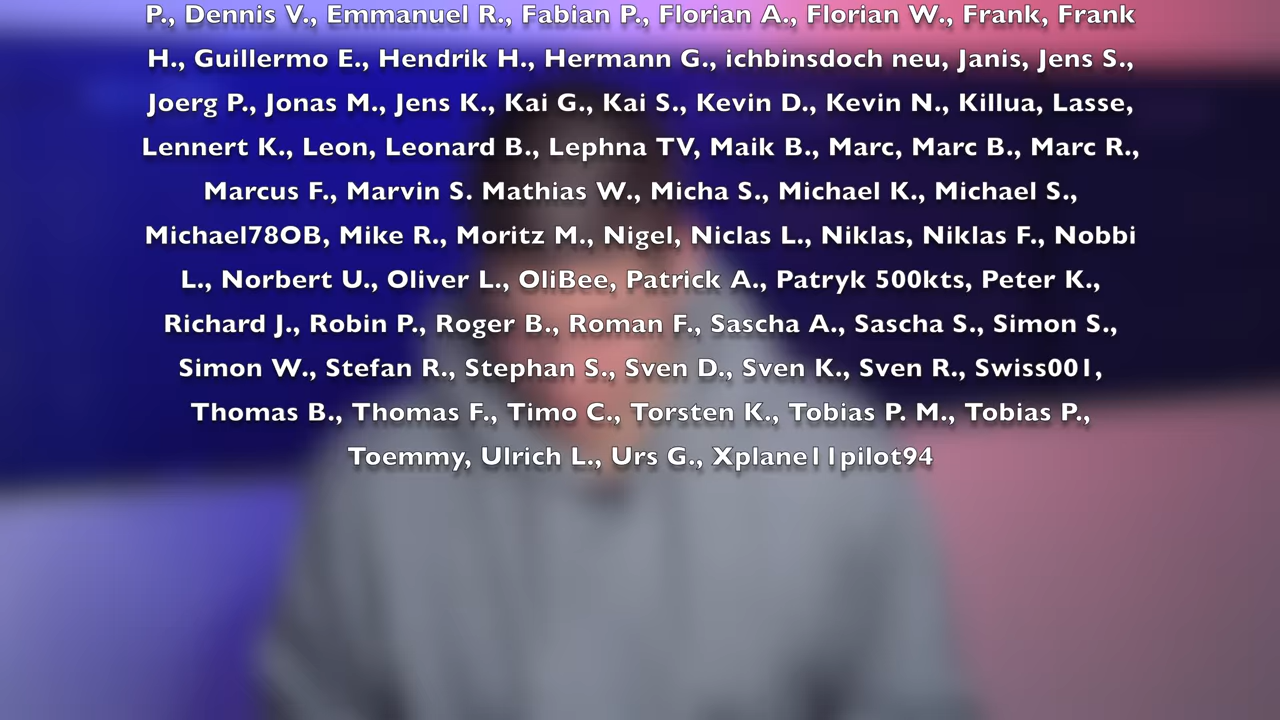 P., Dennis V., Emmanuel R., Fabian P., Florian A., Florian W., Frank, Frank
H., Guillermo E., Hendrik H., Hermann G., ichbinsdoch neu, Janis, Jens S.,
Joerg P., Jonas M., Jens K., Kai G., Kai S., Kevin D., Kevin N., Killua, Lasse,
Lennert K., Leon, Leonard B., Lephna TV, Maik B., Marc, Marc B., Marc R.,
Marcus F., Marvin S. Mathias W., Micha S., Michael K., Michael S.,
Michael78OB, Mike R., Moritz M., Nigel, Niclas L., Niklas, Niklas F., Nobbi
L., Norbert U., Oliver L., OliBee, Patrick A., Patryk 500kts, Peter K.,
Richard J., Robin P., Roger B., Roman F., Sascha A., Sascha S., Simon S.,
Simon W., Stefan R., Stephan S., Sven D., Sven K., Sven R., Swiss001,
Thomas B., Thomas F., Timo C., Torsten K., Tobias P. M., Tobias P.,
Toemmy, Ulrich L., Urs G., Xplane11pilot94